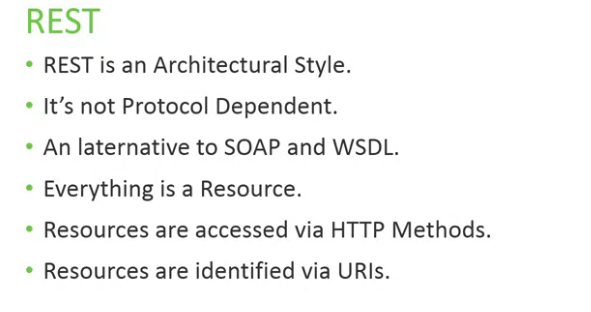 REST
• REST is an Architectural Style.
• It’s not Protocol Dependent.
• An laternative to SOAP and WSDL.
• Everything is a Resource.
• Resources are accessed via HTTP Methods.
• Resources are identified via URIs.